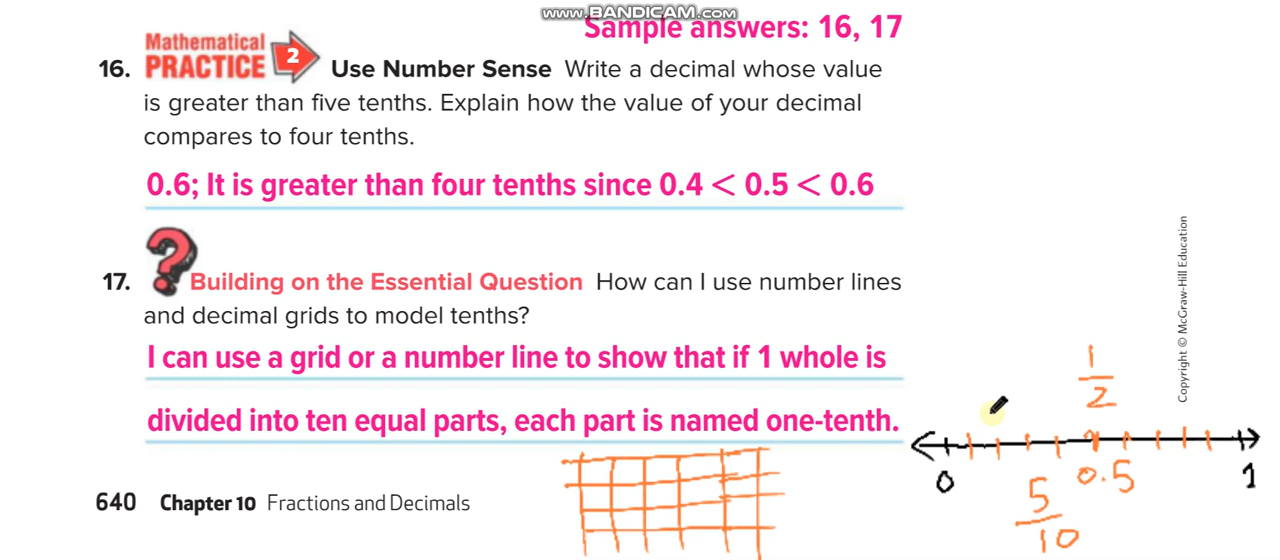 www.BANDICAM.com
Sample answers: 16, 17
Mathematical
PRACTICE 2
16. Use Number Sense Write a decimal whose value
is greater than five tenths. Explain how the value of your decimal
compares to four tenths.
0.6; It is greater than four tenths since 0.4 < 0.5 < 0.6
17. Building on the Essential Question How can I use number lines
and decimal grids to model tenths?
I can use a grid or a number line to show that if 1 whole is
divided into ten equal parts, each part is named one-tenth.
640 Chapter 10 Fractions and Decimals
Copyright © McGraw-Hill Education
1
2
0 0.5 1
5
10